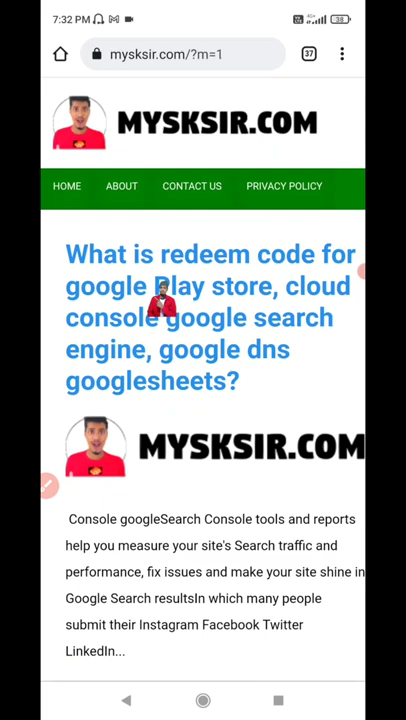 7:32 PM 4G+ 38
mysksir.com/?m=1 37
MYSKSIR.COM
HOME ABOUT CONTACT US PRIVACY POLICY
What is redeem code for
google Play store, cloud
console google search
engine, google dns
googlesheets?
MYSKSIR.COM
Console googleSearch Console tools and reports
help you measure your site's Search traffic and
performance, fix issues and make your site shine in
Google Search resultsIn which many people
submit their Instagram Facebook Twitter
LinkedIn...